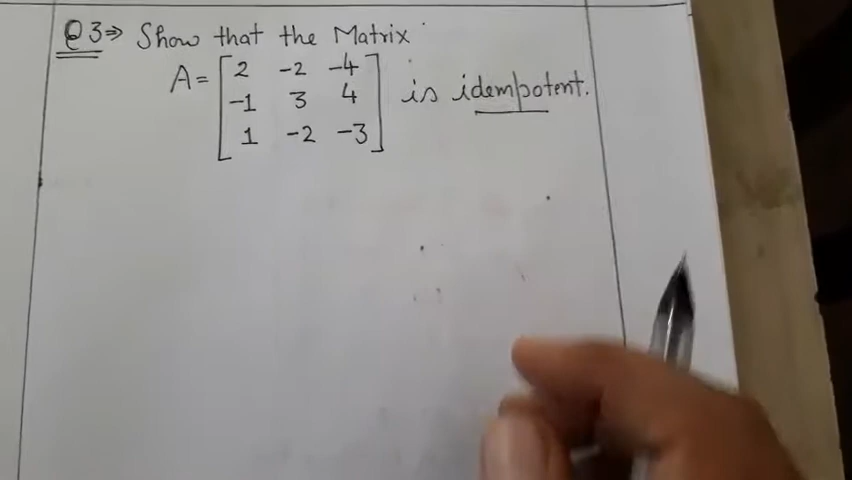 Q3⇒ Show that the Matrix
A = [ 2 -2 -4
-1 3 4 is idempotent.
1 -2 -3 ]